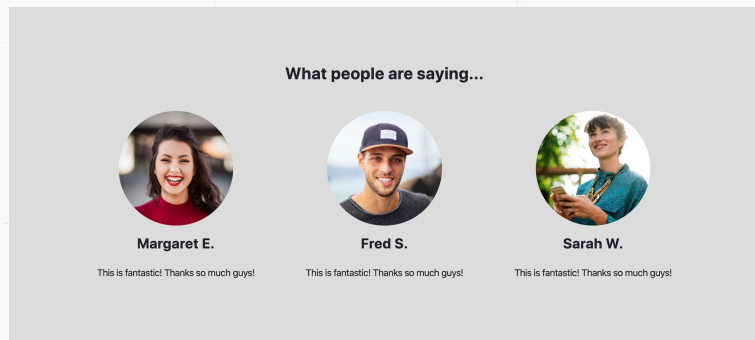 What people are saying...
Margaret E.
Fred S.
Sarah W.
This is fantastic! Thanks so much guys!
This is fantastic! Thanks so much guys!
This is fantastic! Thanks so much guys!